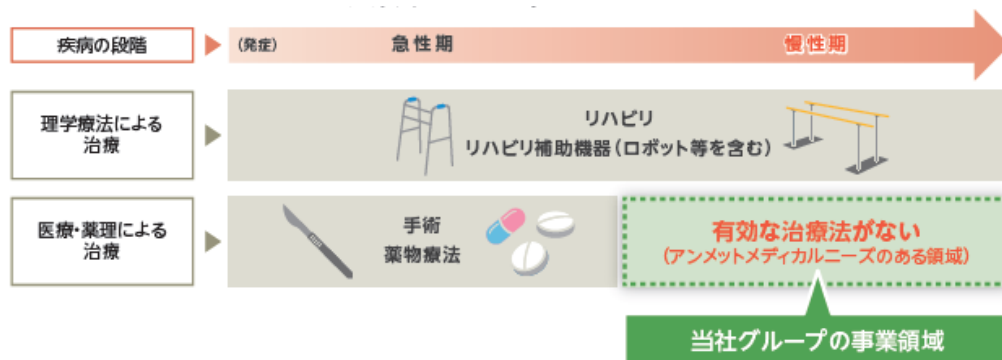 疾病の段階
(発症)
急性期
慢性期
理学療法による
治療
リハビリ
リハビリ補助機器(ロボット等を含む)
医療・薬理による
治療
手術
薬物療法
有効な治療法がない
(アンメットメディカルニーズのある領域)
当社グループの事業領域